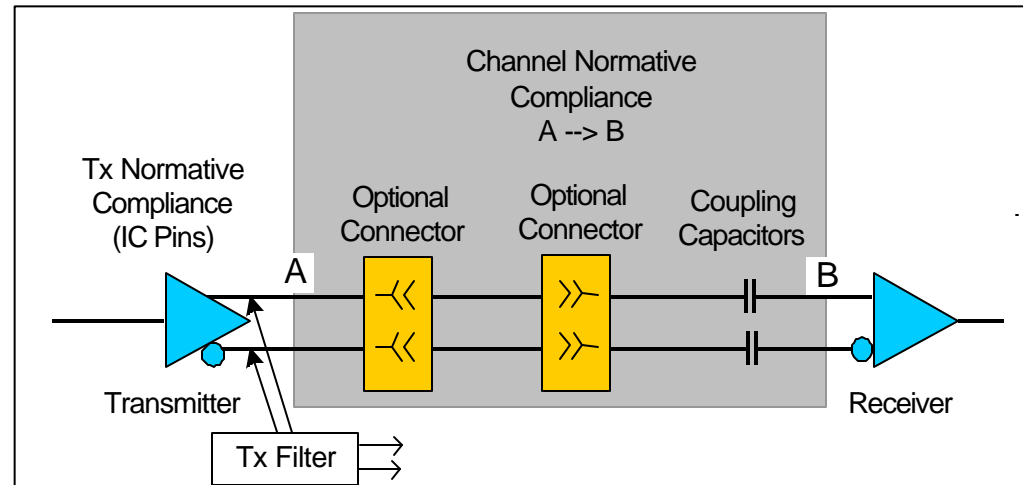 Channel Normative
Compliance
A --> B
Tx Normative
Compliance
(IC Pins)
Optional
Connector
Optional
Connector
Coupling
Capacitors
A
B
Transmitter
Receiver
Tx Filter